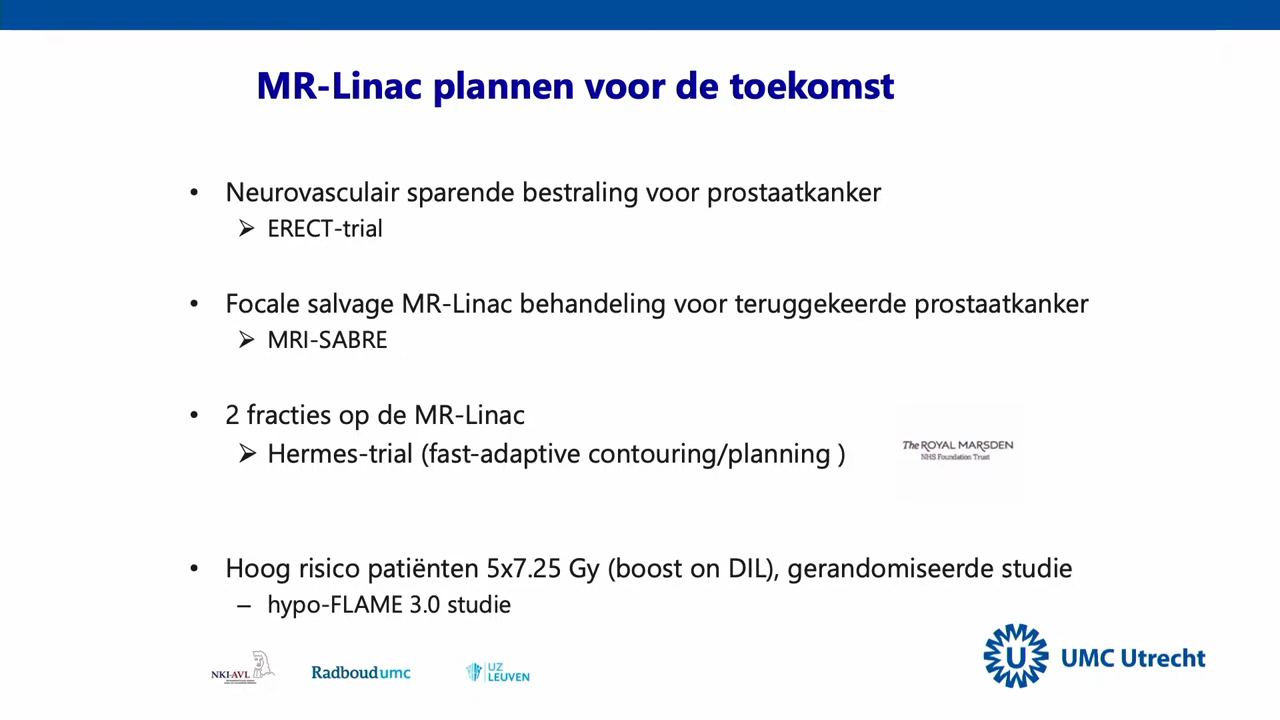 MR-Linac plannen voor de toekomst
• Neurovasculair sparende bestraling voor prostaatkanker
➢ ERECT-trial
• Focale salvage MR-Linac behandeling voor teruggekeerde prostaatkanker
➢ MRI-SABRE
• 2 fracties op de MR-Linac
➢ Hermes-trial (fast-adaptive contouring/planning )
The ROYAL MARSDEN
NHS Foundation Trust
• Hoog risico patiënten 5x7.25 Gy (boost on DIL), gerandomiseerde studie
– hypo-FLAME 3.0 studie
NKI-AVL
Radboudumc
UZ
LEUVEN
UMC Utrecht